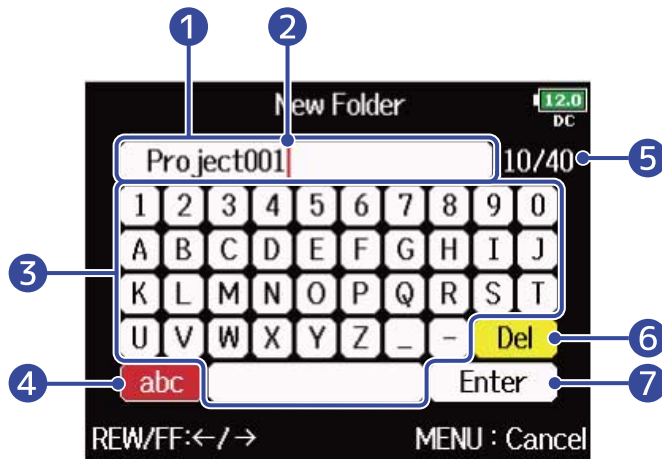 1 2
New Folder 12.0
DC
Project001 10/40 5
1 2 3 4 5 6 7 8 9 0
A B C D E F G H I J
3
K L M N O P Q R S T
U V W X Y Z _ - Del 6
4 abc Enter 7
REW/FF:←/→ MENU : Cancel